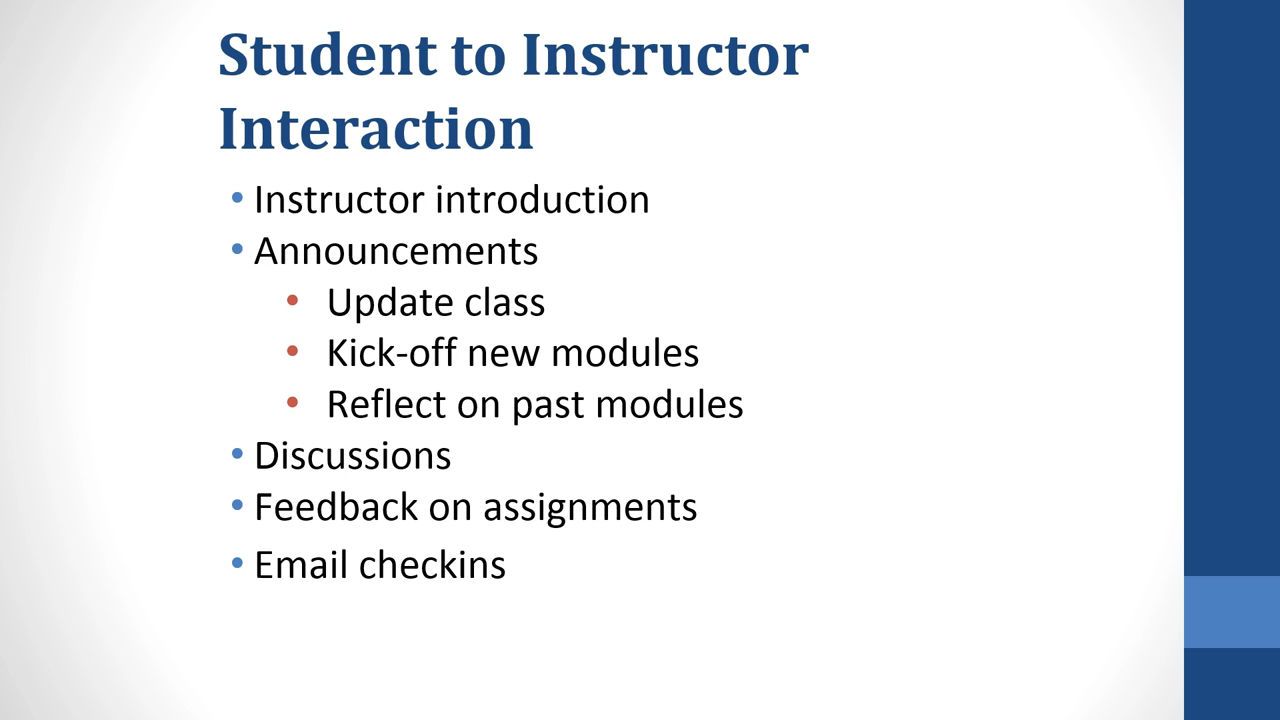 Student to Instructor
Interaction
• Instructor introduction
• Announcements
• Update class
• Kick-off new modules
• Reflect on past modules
• Discussions
• Feedback on assignments
• Email checkins